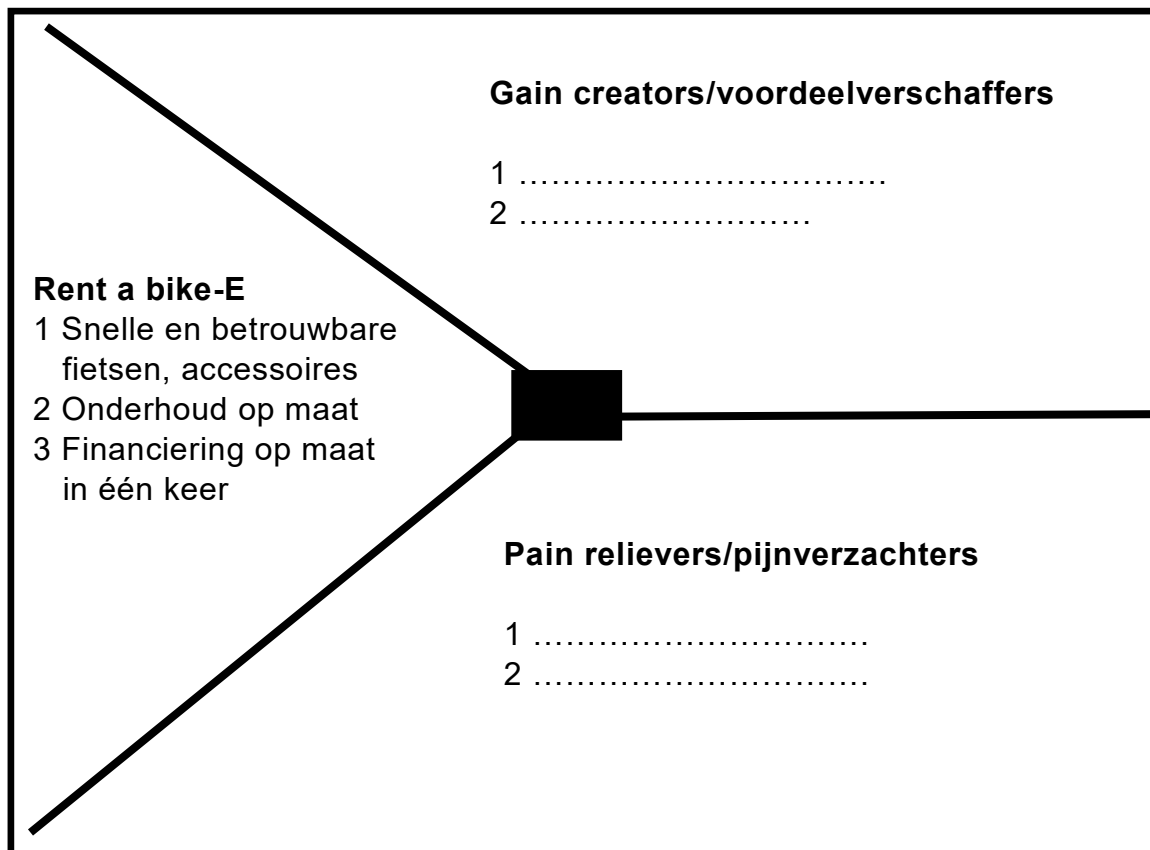 Gain creators/voordeelverschaffers
1 ……………………………….
2 ………………………
Rent a bike-E
1 Snelle en betrouwbare
fietsen, accessoires
2 Onderhoud op maat
3 Financiering op maat
in één keer
Pain relievers/pijnverzachters
1 ………………………….
2 ………………………….